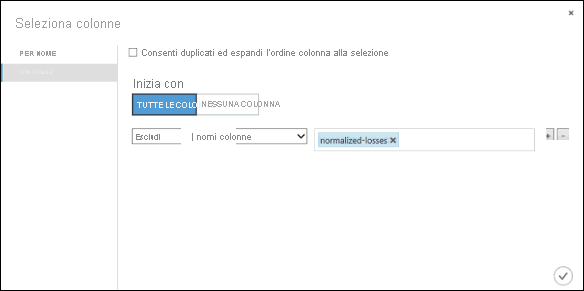 Seleziona colonne
PER NOME
Consenti duplicati ed espandi l'ordine colonna alla selezione
Inizia con
TUTTE LE COLO NESSUNA COLONNA
Escludi | nomi colonne normalized-losses